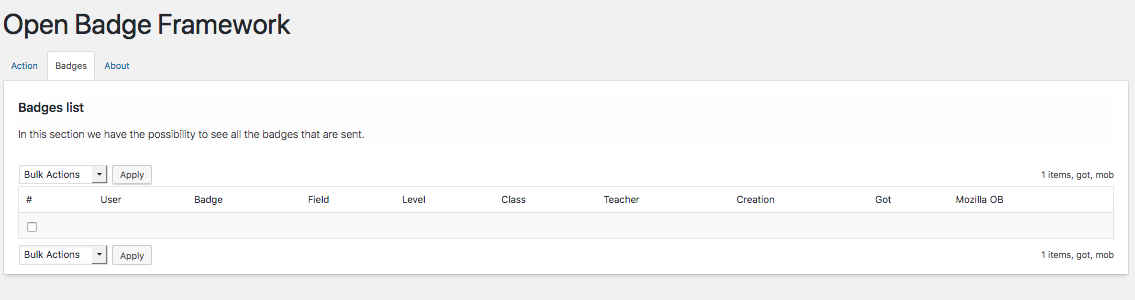 Open Badge Framework
Action Badges About
Badges list
In this section we have the possibility to see all the badges that are sent.
Bulk Actions Apply 1 items, got, mob
# User Badge Field Level Class Teacher Creation Got Mozilla OB
Bulk Actions Apply 1 items, got, mob